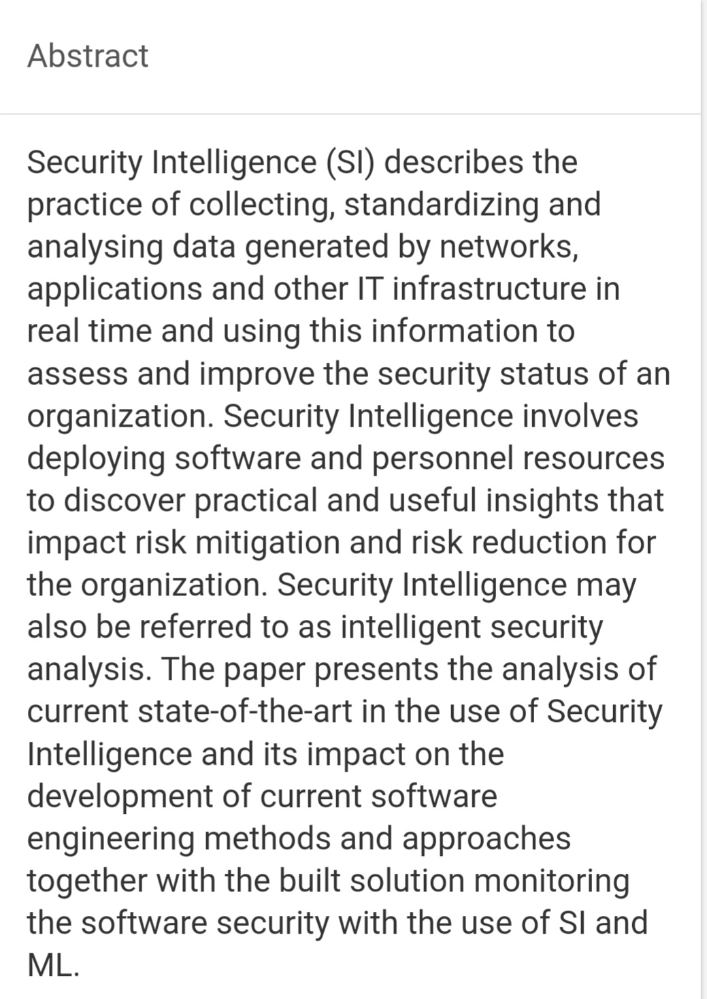 Abstract
Security Intelligence (SI) describes the
practice of collecting, standardizing and
analysing data generated by networks,
applications and other IT infrastructure in
real time and using this information to
assess and improve the security status of an
organization. Security Intelligence involves
deploying software and personnel resources
to discover practical and useful insights that
impact risk mitigation and risk reduction for
the organization. Security Intelligence may
also be referred to as intelligent security
analysis. The paper presents the analysis of
current state-of-the-art in the use of Security
Intelligence and its impact on the
development of current software
engineering methods and approaches
together with the built solution monitoring
the software security with the use of SI and
ML.